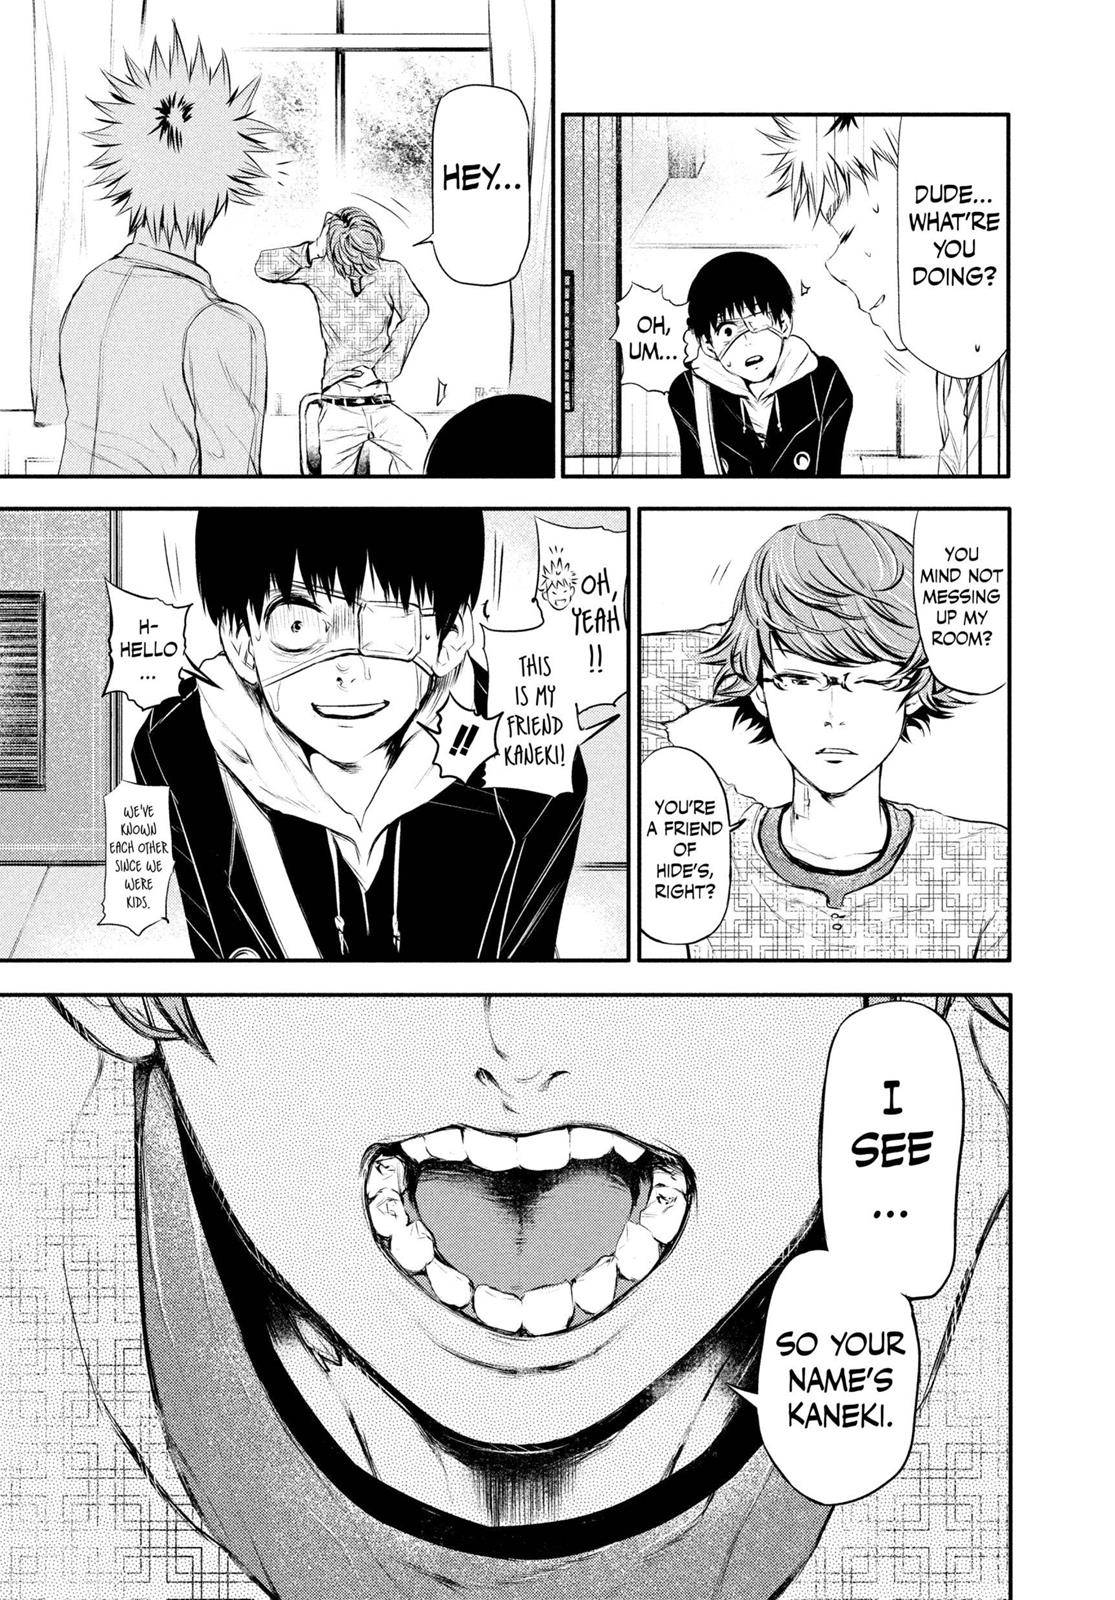 DUDE...
WHAT'RE
YOU
DOING?
OH,
UM...
HEY...
YOU
MIND NOT
MESSING
UP MY
ROOM?
YOU'RE
A FRIEND
OF
HIDE'S,
RIGHT?
OH,
YEAH
!!
THIS
IS MY
FRIEND
KANEKI!
!!
H-
HELLO
...
WE'VE
KNOWN
EACH OTHER
SINCE WE
WERE
KIDS.
I
SEE
...
SO YOUR
NAME'S
KANEKI.